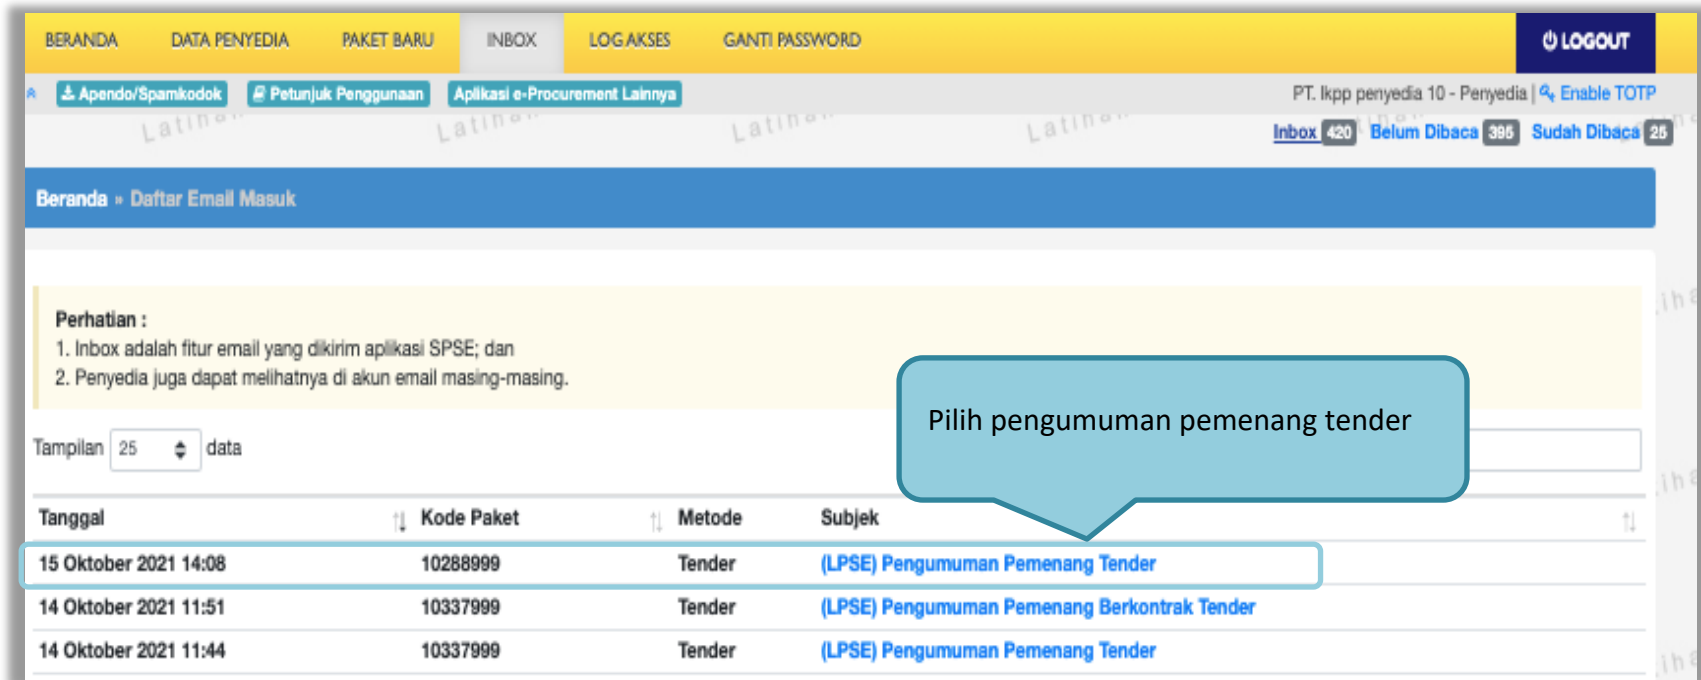 BERANDA DATA PENYEDIA PAKET BARU INBOX LOG AKSES GANTI PASSWORD LOGOUT
Apendo/Spamkodok Petunjuk Penggunaan Aplikasi e-Procurement Lainnya PT. lkpp penyedia 10 - Penyedia | Enable TOTP
Latihan Latihan Latihan Latihan
Inbox 420 Belum Dibaca 395 Sudah Dibaca 25
Beranda » Daftar Email Masuk
Perhatian :
1. Inbox adalah fitur email yang dikirim aplikasi SPSE; dan
2. Penyedia juga dapat melihatnya di akun email masing-masing.
Pilih pengumuman pemenang tender
Tampilan 25 data
Tanggal Kode Paket Metode Subjek
15 Oktober 2021 14:08 10288999 Tender (LPSE) Pengumuman Pemenang Tender
14 Oktober 2021 11:51 10337999 Tender (LPSE) Pengumuman Pemenang Berkontrak Tender
14 Oktober 2021 11:44 10337999 Tender (LPSE) Pengumuman Pemenang Tender